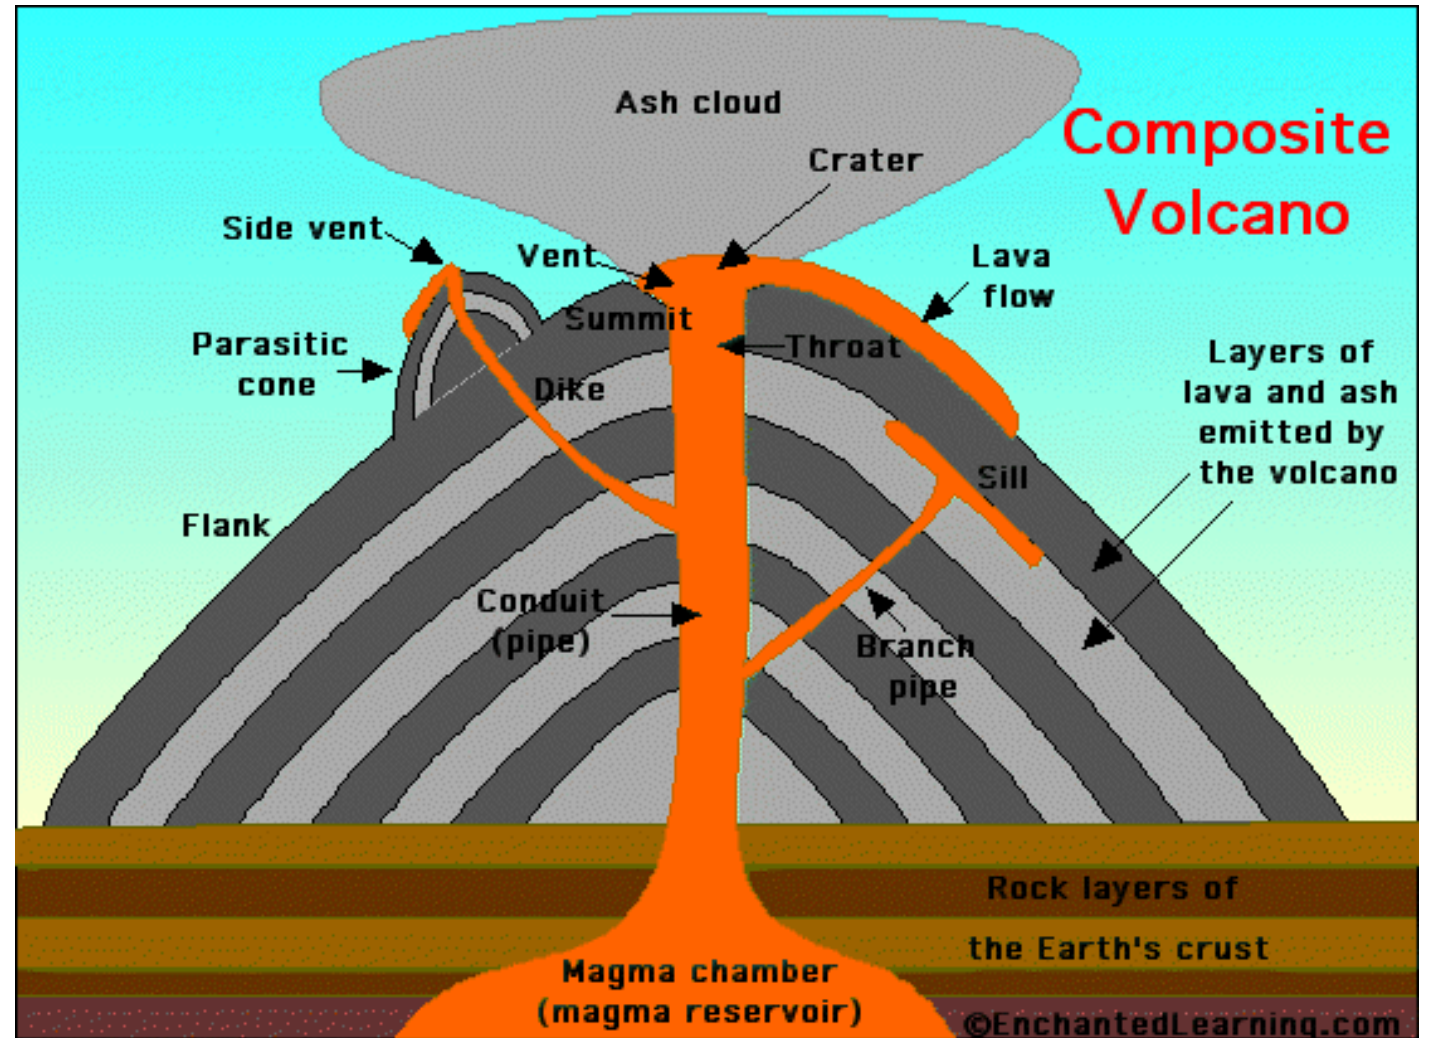 Ash cloud
Composite
Volcano
Crater
Side vent
Vent
Lava
flow
Summit
Throat
Parasitic
cone
Layers of
lava and ash
emitted by
the volcano
Dike
Sill
Flank
Conduit
(pipe)
Branch
pipe
Rock layers of
the Earth's crust
Magma chamber
(magma reservoir)
©EnchantedLearning.com